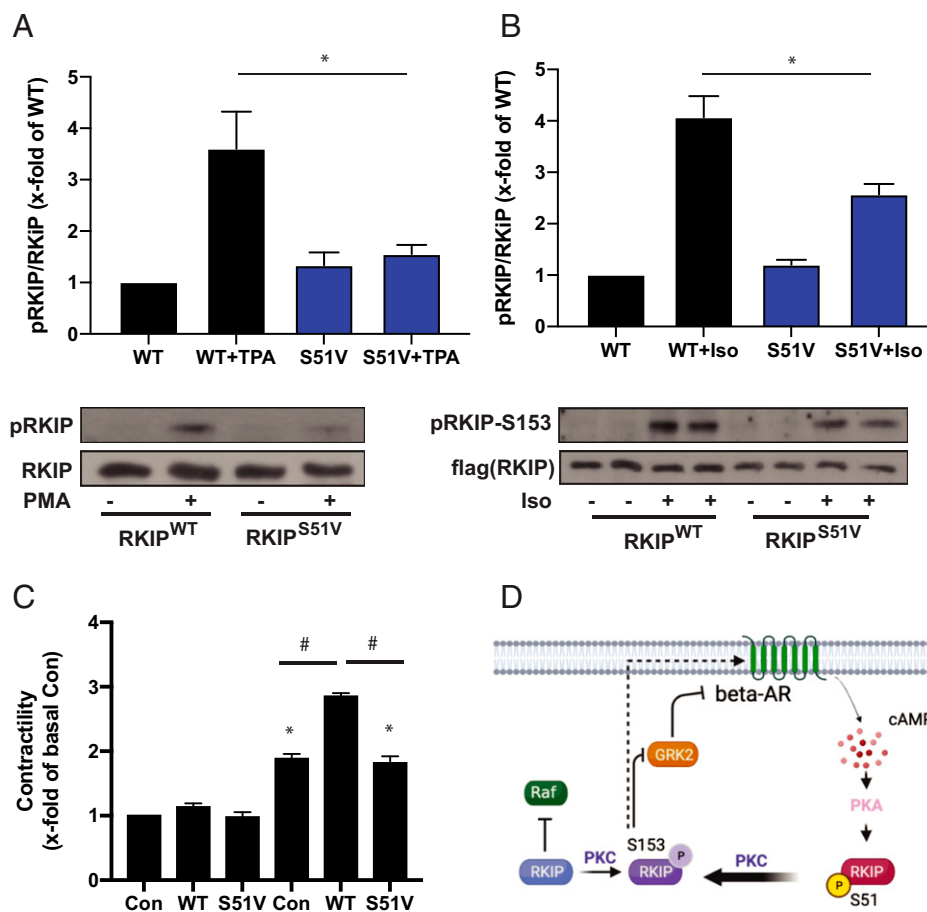 A
pRKIP/RKiP (x-fold of WT)
5
4
3
2
1
0
*
WT
WT+TPA
S51V
S51V+TPA
pRKIP
RKIP
PMA - + - +
RKIP^WT RKIP^S51V
B
pRKIP/RKiP (x-fold of WT)
5
4
3
2
1
0
*
WT
WT+Iso
S51V
S51V+Iso
pRKIP-S153
flag(RKIP)
Iso - - + + - - + +
RKIP^WT RKIP^S51V
C
Contractility
(x-fold of basal Con)
4
3
2
1
0
# #
* *
Con WT S51V Con WT S51V
D
beta-AR
cAMP
GRK2
PKA
Raf
S153
P
RKIP
PKC
RKIP
PKC
RKIP
P
S51